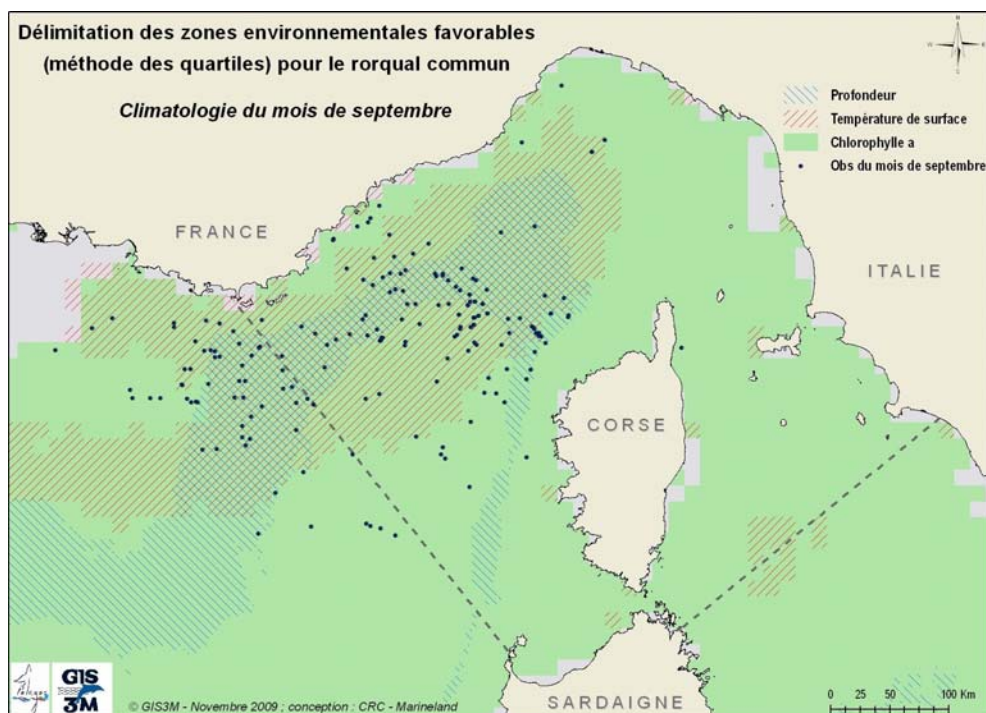 Délimitation des zones environnementales favorables
(méthode des quartiles) pour le rorqual commun
Climatologie du mois de septembre
N
Profondeur
Température de surface
Chlorophylle a
Obs du mois de septembre
FRANCE
ITALIE
CORSE
SARDAIGNE
0 25 50 100 Km
Pelagos
GIS
3M
© GIS3M - Novembre 2009 ; conception : CRC - Marineland